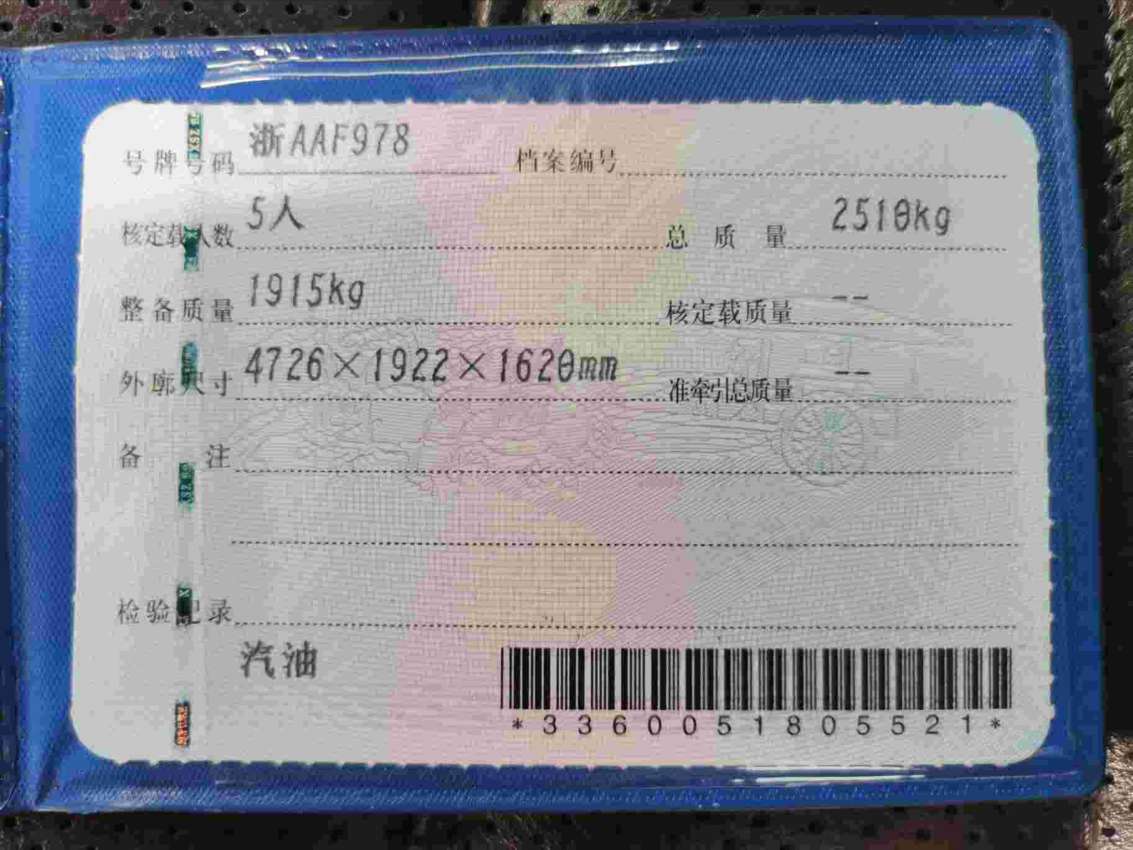 号牌号码 浙AAF978 档案编号
核定载人数 5人 总质量 2510kg
整备质量 1915kg 核定载质量 --
外廓尺寸 4726×1922×1620mm 准牵引总质量 --
备注
检验记录
汽油
*3360051805521*